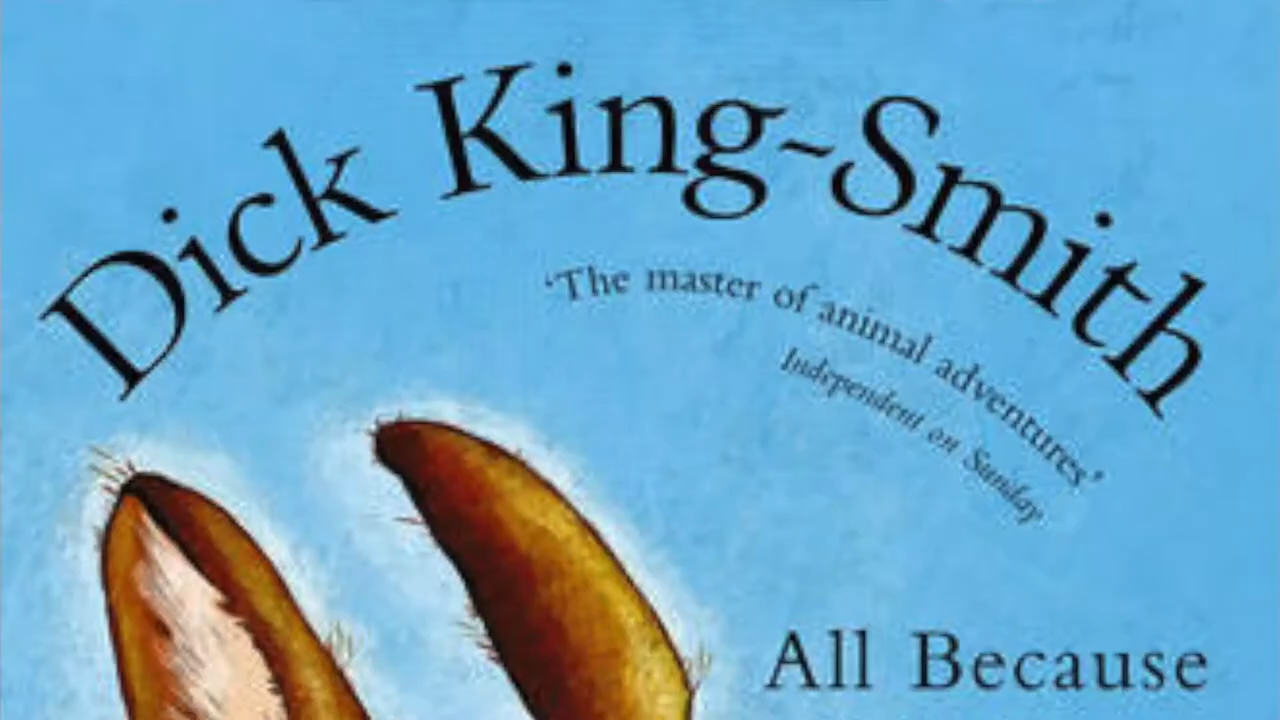 Dick King-Smith
‘The master of animal adventures’
Independent on Sunday
All Because